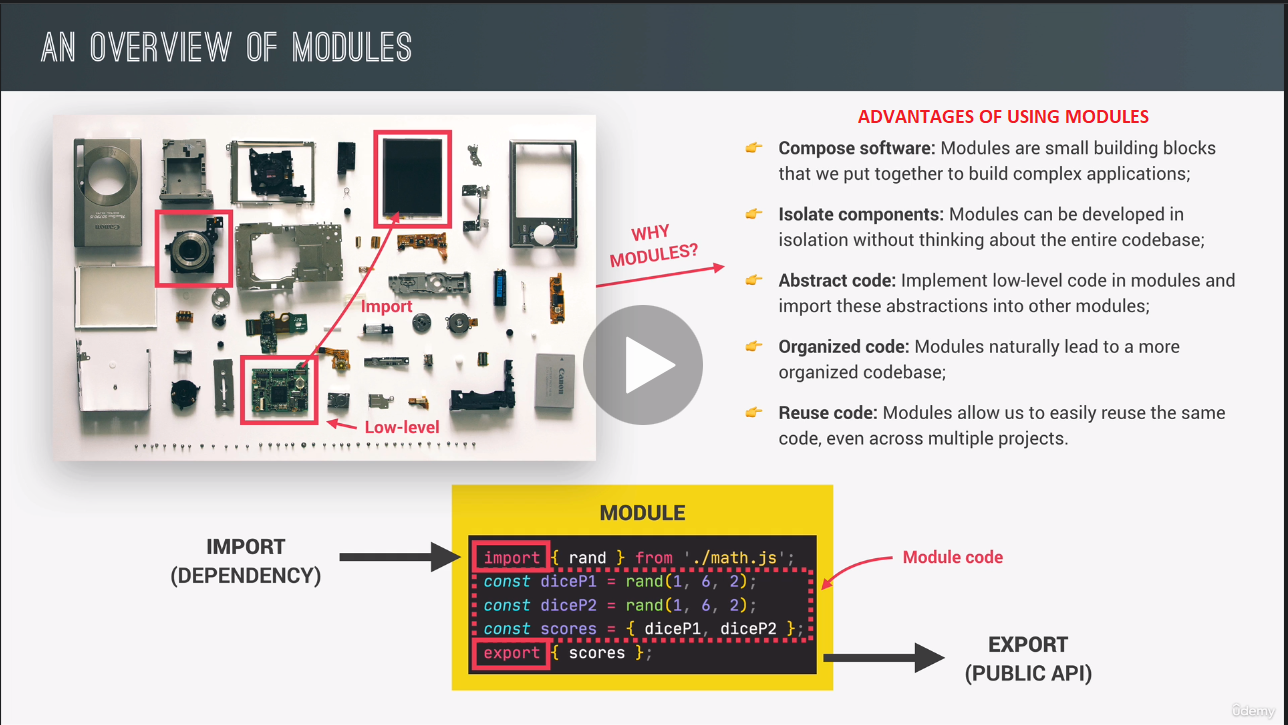 AN OVERVIEW OF MODULES
ADVANTAGES OF USING MODULES
👉 Compose software: Modules are small building blocks
that we put together to build complex applications;
👉 Isolate components: Modules can be developed in
isolation without thinking about the entire codebase;
👉 Abstract code: Implement low-level code in modules and
import these abstractions into other modules;
👉 Organized code: Modules naturally lead to a more
organized codebase;
👉 Reuse code: Modules allow us to easily reuse the same
code, even across multiple projects.
WHY
MODULES?
Import
Low-level
Canon
Canon
MODULE
IMPORT
(DEPENDENCY)
import { rand } from './math.js';
const diceP1 = rand(1, 6, 2);
const diceP2 = rand(1, 6, 2);
const scores = { diceP1, diceP2 };
export { scores };
Module code
EXPORT
(PUBLIC API)
ûdemy